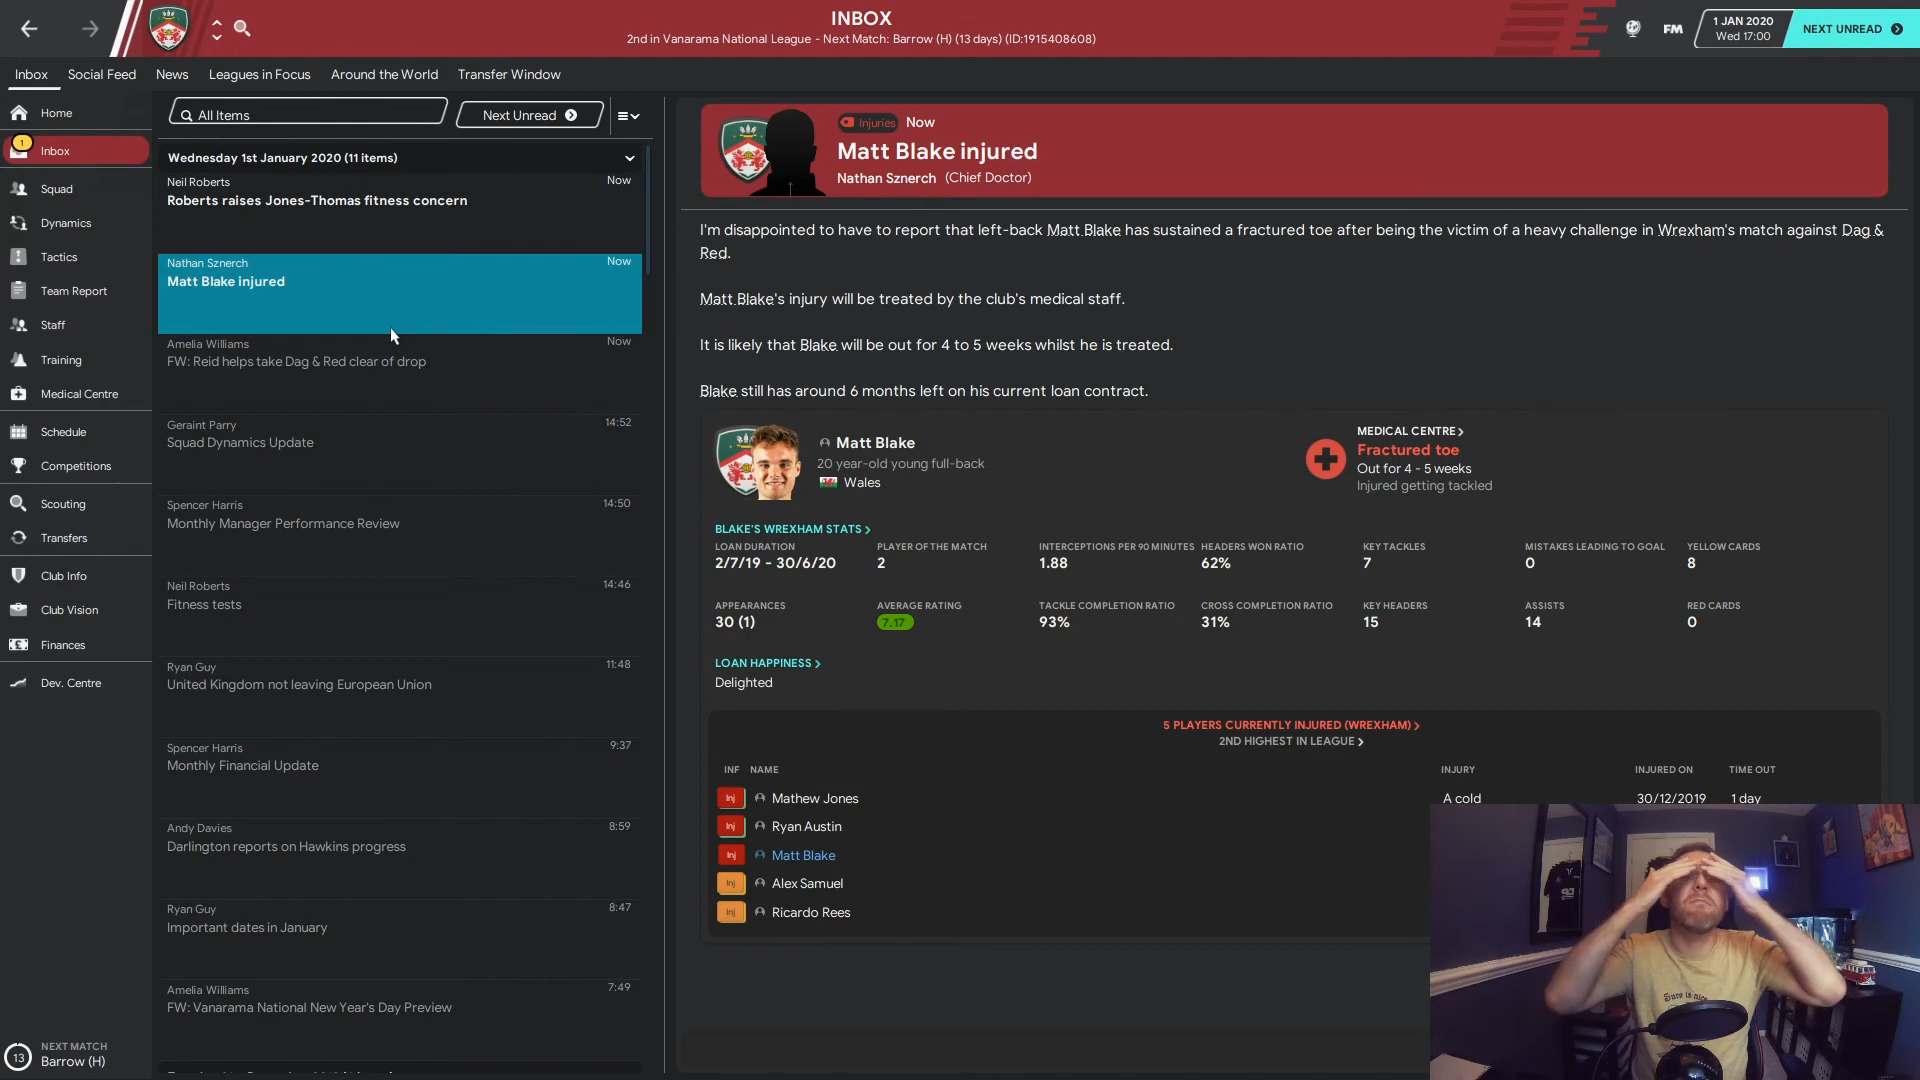 INBOX
2nd in Vanarama National League - Next Match: Barrow (H) (13 days) (ID:1915408608)
FM
1 JAN 2020
Wed 17:00
NEXT UNREAD
Inbox
Social Feed
News
Leagues in Focus
Around the World
Transfer Window
Home
1
Inbox
Squad
Dynamics
Tactics
Team Report
Staff
Training
Medical Centre
Schedule
Competitions
Scouting
Transfers
Club Info
Club Vision
Finances
Dev. Centre
13
NEXT MATCH
Barrow (H)
All Items
Next Unread
Wednesday 1st January 2020 (11 items)
Neil Roberts Now
Roberts raises Jones-Thomas fitness concern
Nathan Sznerch Now
Matt Blake injured
Amelia Williams Now
FW: Reid helps take Dag & Red clear of drop
Geraint Parry 14:52
Squad Dynamics Update
Spencer Harris 14:50
Monthly Manager Performance Review
Neil Roberts 14:46
Fitness tests
Ryan Guy 11:48
United Kingdom not leaving European Union
Spencer Harris 9:37
Monthly Financial Update
Andy Davies 8:59
Darlington reports on Hawkins progress
Ryan Guy 8:47
Important dates in January
Amelia Williams 7:49
FW: Vanarama National New Year's Day Preview
Injuries Now
Matt Blake injured
Nathan Sznerch (Chief Doctor)
I'm disappointed to have to report that left-back Matt Blake has sustained a fractured toe after being the victim of a heavy challenge in Wrexham's match against Dag &
Red.
Matt Blake's injury will be treated by the club's medical staff.
It is likely that Blake will be out for 4 to 5 weeks whilst he is treated.
Blake still has around 6 months left on his current loan contract.
Matt Blake
20 year-old young full-back
Wales
MEDICAL CENTRE
Fractured toe
Out for 4 - 5 weeks
Injured getting tackled
BLAKE'S WREXHAM STATS
LOAN DURATION PLAYER OF THE MATCH INTERCEPTIONS PER 90 MINUTES HEADERS WON RATIO KEY TACKLES MISTAKES LEADING TO GOAL YELLOW CARDS
2/7/19 - 30/6/20 2 1.88 62% 7 0 8
APPEARANCES AVERAGE RATING TACKLE COMPLETION RATIO CROSS COMPLETION RATIO KEY HEADERS ASSISTS RED CARDS
30 (1) 7.17 93% 31% 15 14 0
LOAN HAPPINESS
Delighted
5 PLAYERS CURRENTLY INJURED (WREXHAM)
2ND HIGHEST IN LEAGUE
INF NAME INJURY INJURED ON TIME OUT
Inj Mathew Jones A cold 30/12/2019 1 day
Inj Ryan Austin
Inj Matt Blake
Inj Alex Samuel
Inj Ricardo Rees